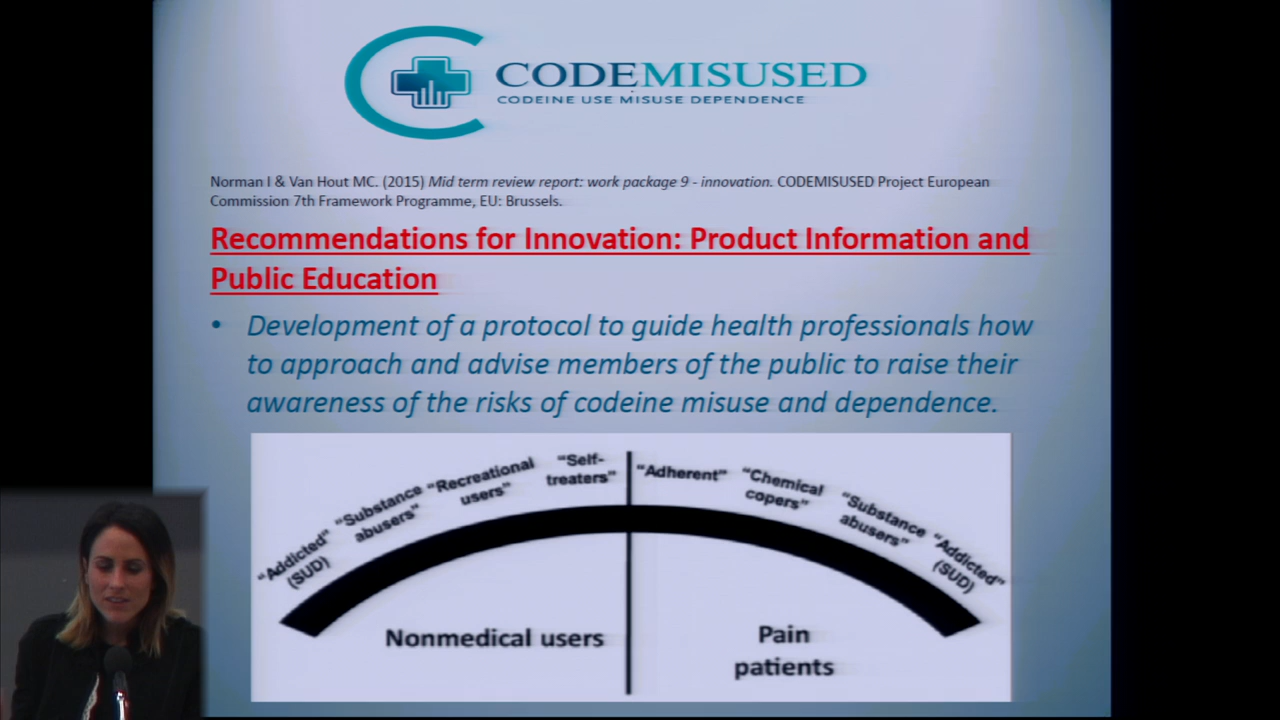 CODEMISUSED
CODEINE USE MISUSE DEPENDENCE
Norman I & Van Hout MC. (2015) Mid term review report: work package 9 - innovation. CODEMISUSED Project European
Commission 7th Framework Programme, EU: Brussels.
Recommendations for Innovation: Product Information and
Public Education
• Development of a protocol to guide health professionals how
to approach and advise members of the public to raise their
awareness of the risks of codeine misuse and dependence.
“Addicted”
(SUD)
“Substance
abusers”
“Recreational
users”
“Self-
treaters”
“Adherent”
“Chemical
copers”
“Substance
abusers”
“Addicted”
(SUD)
Nonmedical users
Pain
patients